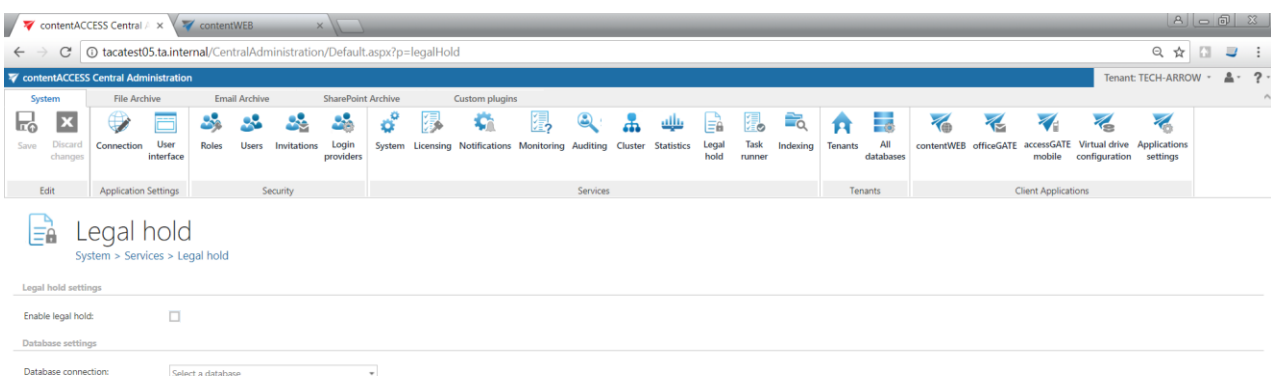 contentACCESS Central A
contentWEB
tacatest05.ta.internal/CentralAdministration/Default.aspx?p=legalHold
contentACCESS Central Administration
Tenant: TECH-ARROW
System File Archive Email Archive SharePoint Archive Custom plugins
Save Discard changes Connection User interface Roles Users Invitations Login providers System Licensing Notifications Monitoring Auditing Cluster Statistics Legal hold Task runner Indexing Tenants All databases contentWEB officeGATE accessGATE mobile Virtual drive configuration Applications settings
Edit Application Settings Security Services Tenants Client Applications
Legal hold
System > Services > Legal hold
Legal hold settings
Enable legal hold:
Database settings
Database connection: Select a database